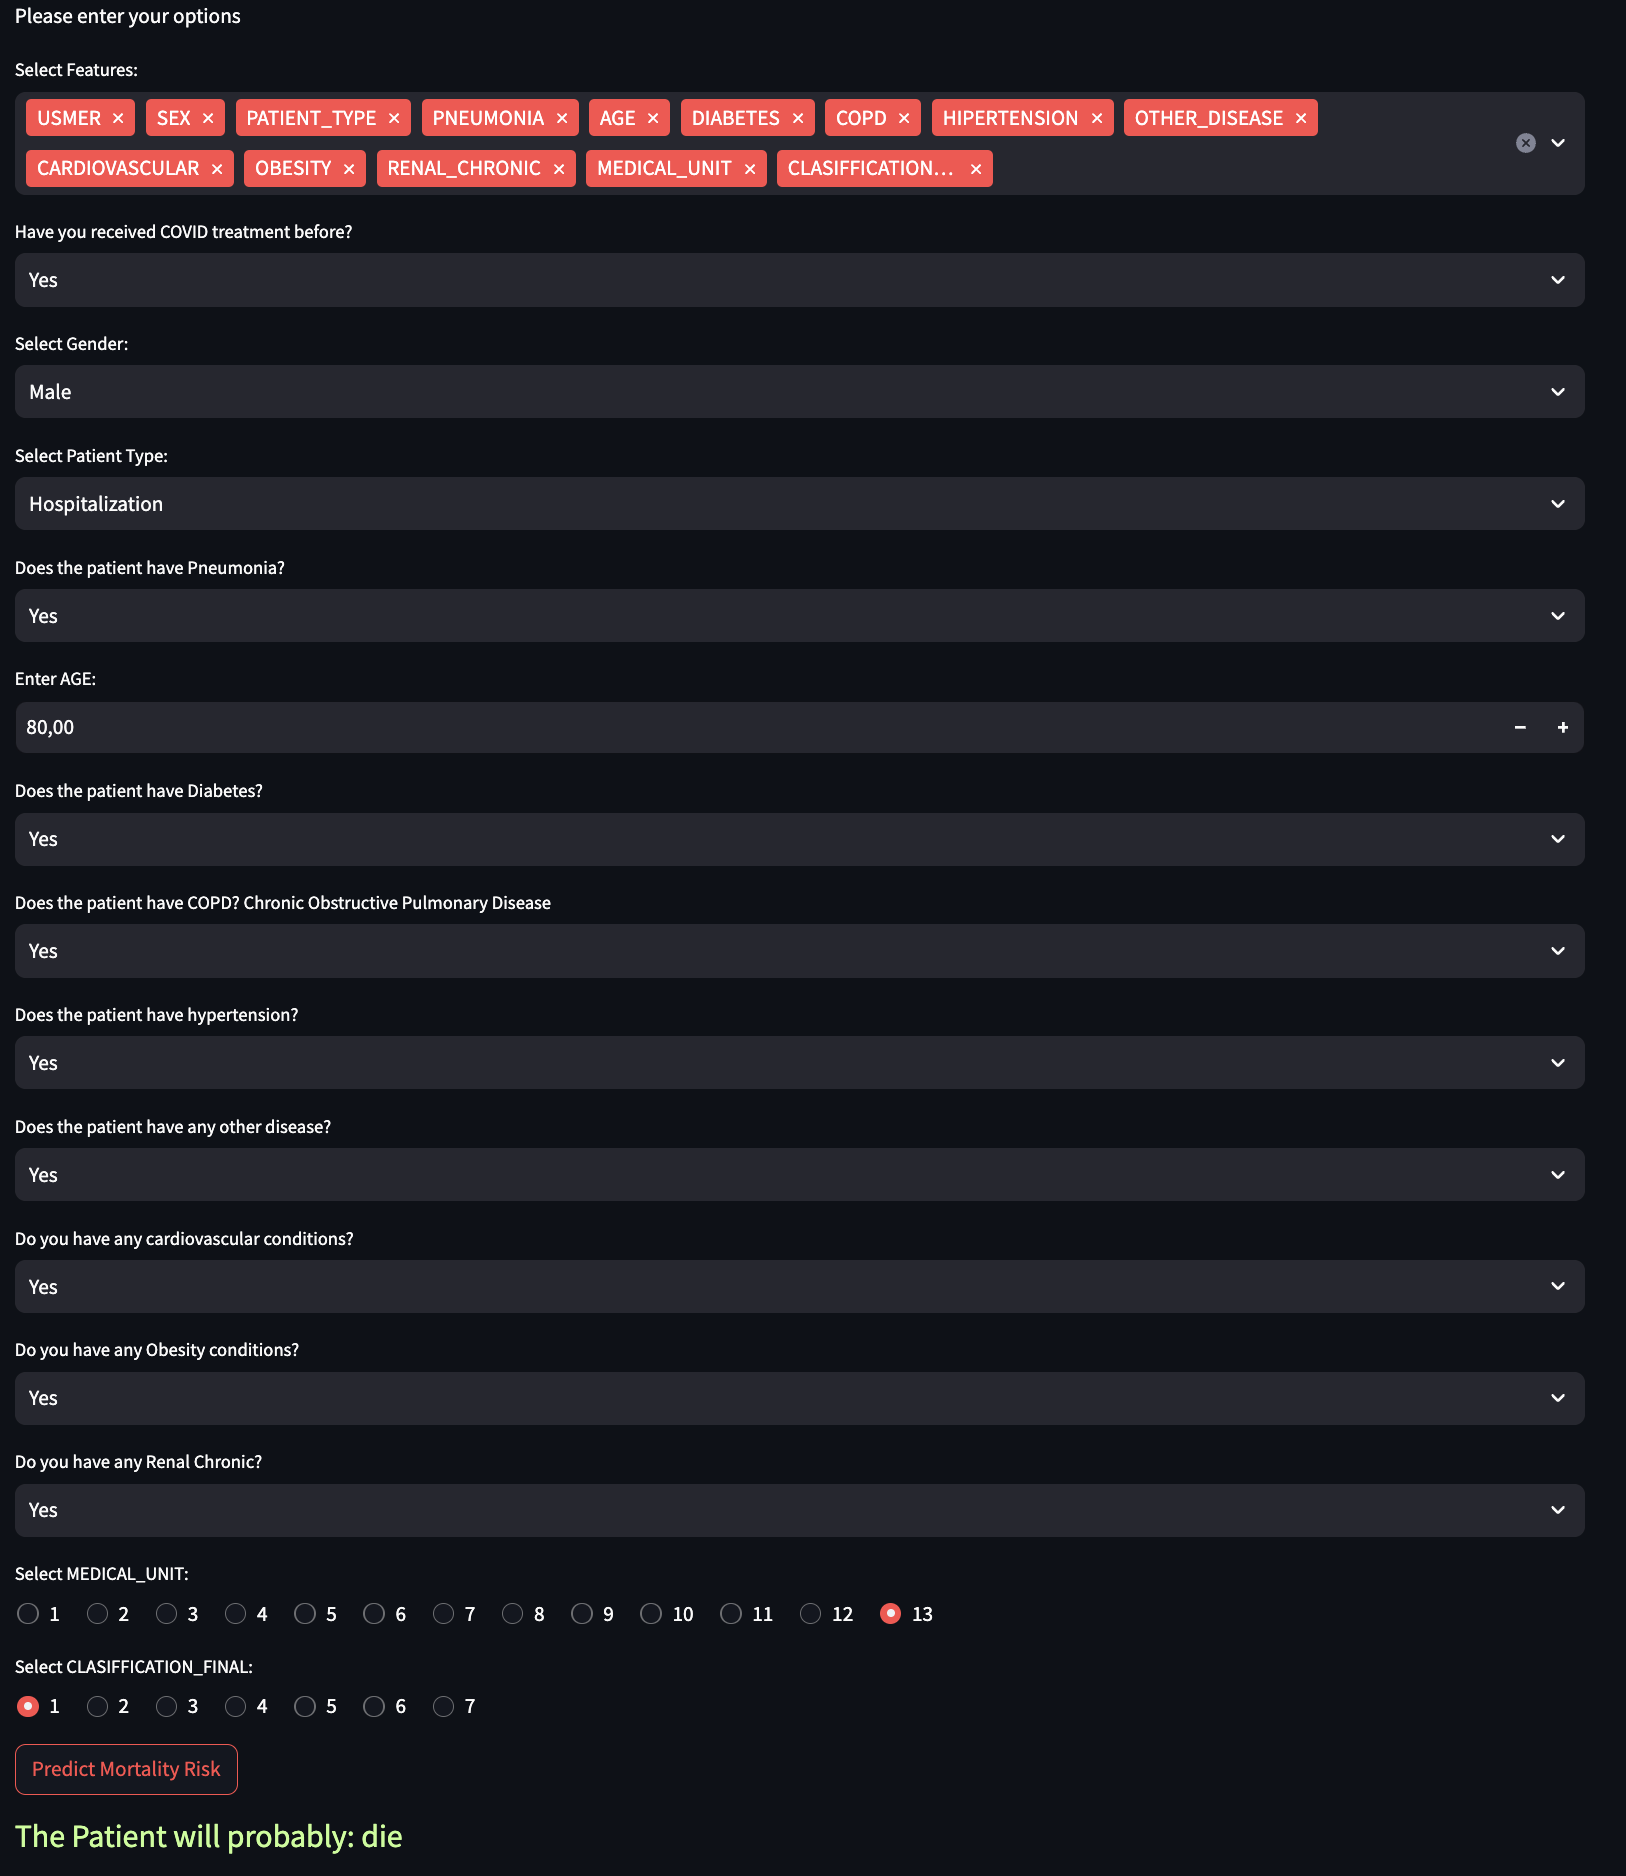 Please enter your options
Select Features:
USMER SEX PATIENT_TYPE PNEUMONIA AGE DIABETES COPD HIPERTENSION OTHER_DISEASE
CARDIOVASCULAR OBESITY RENAL_CHRONIC MEDICAL_UNIT CLASIFFICATION...
Have you received COVID treatment before?
Yes
Select Gender:
Male
Select Patient Type:
Hospitalization
Does the patient have Pneumonia?
Yes
Enter AGE:
80,00
Does the patient have Diabetes?
Yes
Does the patient have COPD? Chronic Obstructive Pulmonary Disease
Yes
Does the patient have hypertension?
Yes
Does the patient have any other disease?
Yes
Do you have any cardiovascular conditions?
Yes
Do you have any Obesity conditions?
Yes
Do you have any Renal Chronic?
Yes
Select MEDICAL_UNIT:
1 2 3 4 5 6 7 8 9 10 11 12 13
Select CLASIFFICATION_FINAL:
1 2 3 4 5 6 7
Predict Mortality Risk
The Patient will probably: die